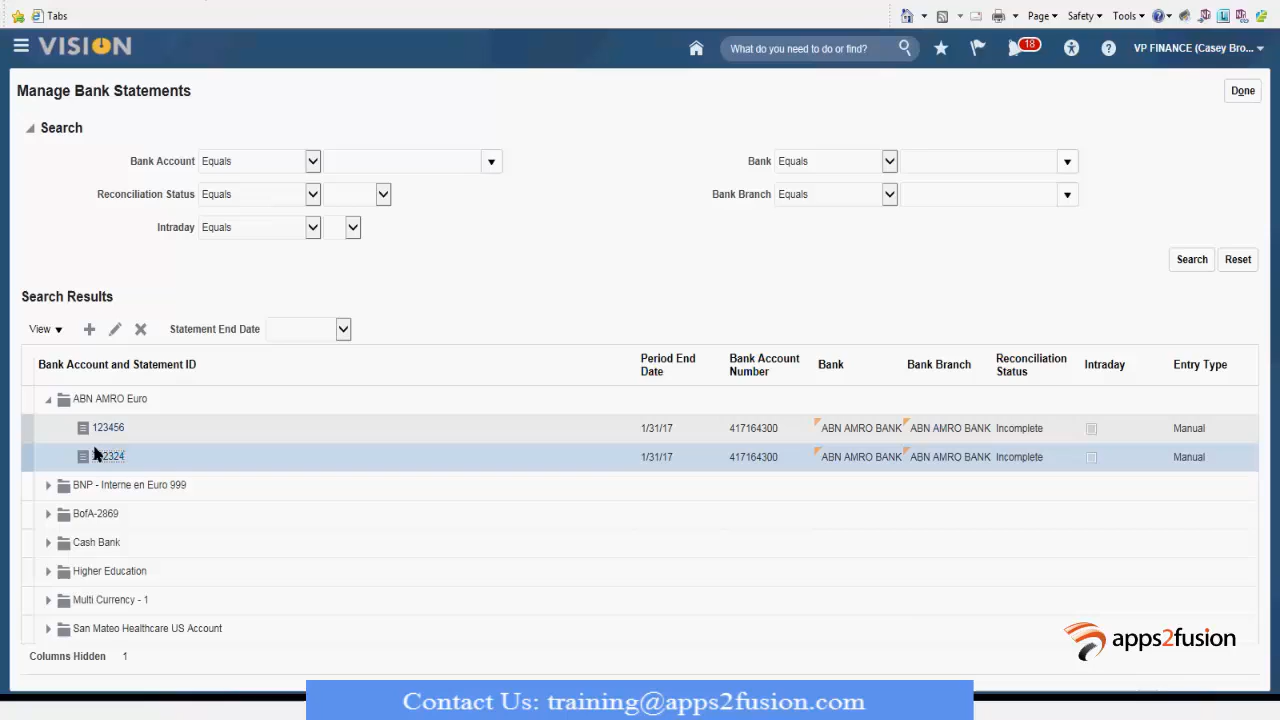 Tabs
Page Safety Tools
VISION
What do you need to do or find?
18
VP FINANCE (Casey Bro...
Manage Bank Statements
Done
Search
Bank Account Equals
Bank Equals
Reconciliation Status Equals
Bank Branch Equals
Intraday Equals
Search Reset
Search Results
View Statement End Date
Bank Account and Statement ID Period End Date Bank Account Number Bank Bank Branch Reconciliation Status Intraday Entry Type
ABN AMRO Euro
123456 1/31/17 417164300 ABN AMRO BANK ABN AMRO BANK Incomplete Manual
1/31/17 417164300 ABN AMRO BANK ABN AMRO BANK Incomplete Manual
BNP - Interne en Euro 999
BofA-2869
Cash Bank
Higher Education
Multi Currency - 1
San Mateo Healthcare US Account
apps2fusion
Columns Hidden 1
Contact Us: training@apps2fusion.com